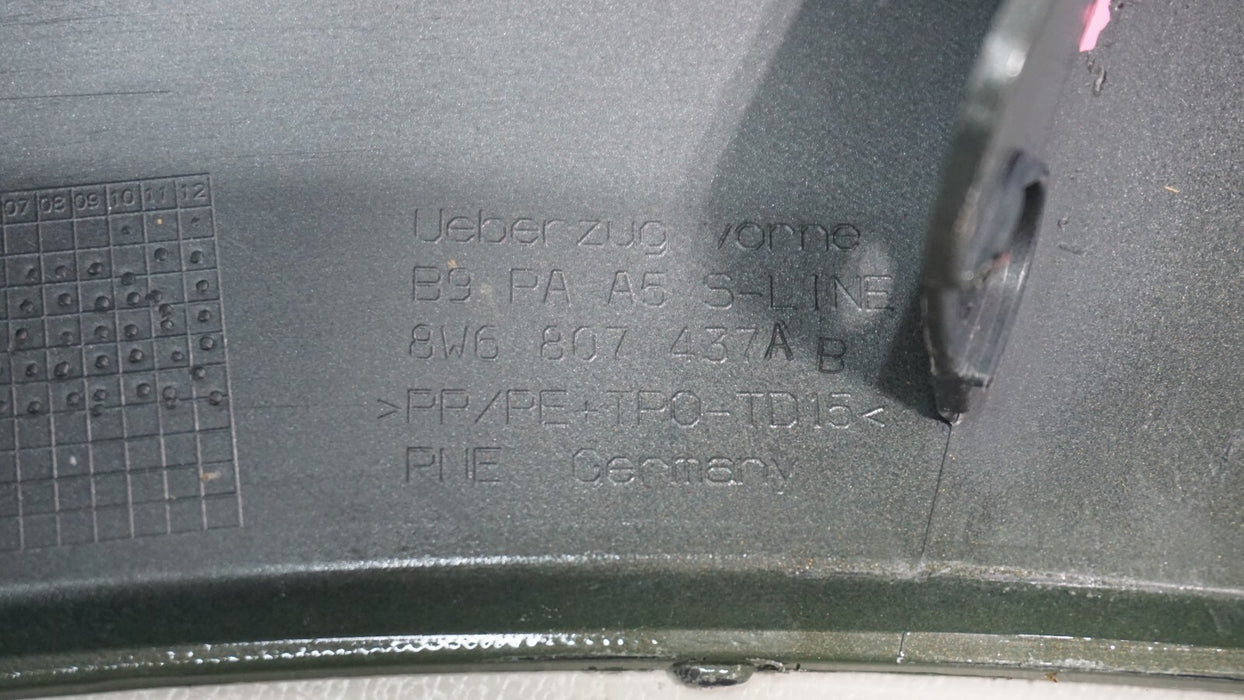 07 08 09 10 11 12
Ueberzug vorne
B9 PA A5 S-LINE
8W6 807 437A B
>PP/PE+TPO-TD15<
PNE Germany